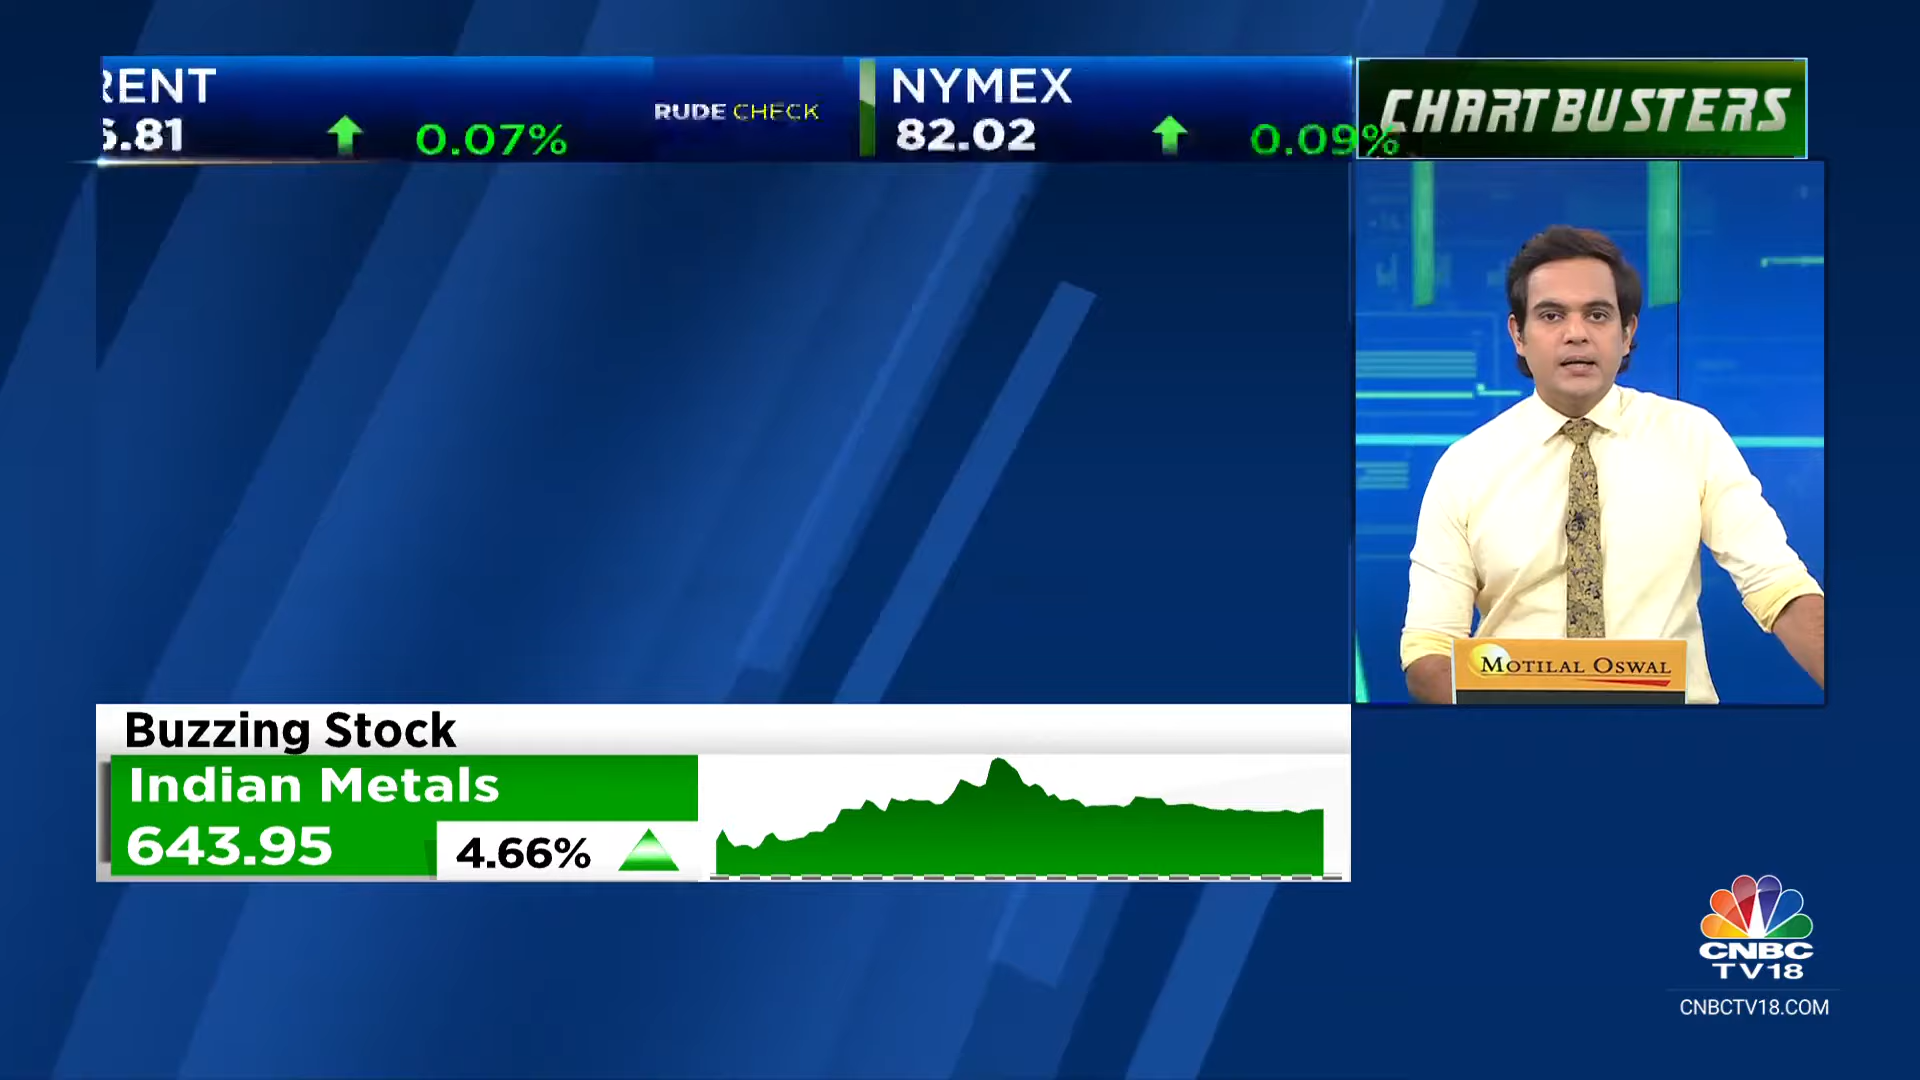 RENT
6.81 0.07%
RUDE CHECK
NYMEX
82.02 0.09%
CHARTBUSTERS
MOTILAL OSWAL
Buzzing Stock
Indian Metals
643.95 4.66%
CNBC
TV18
CNBCTV18.COM